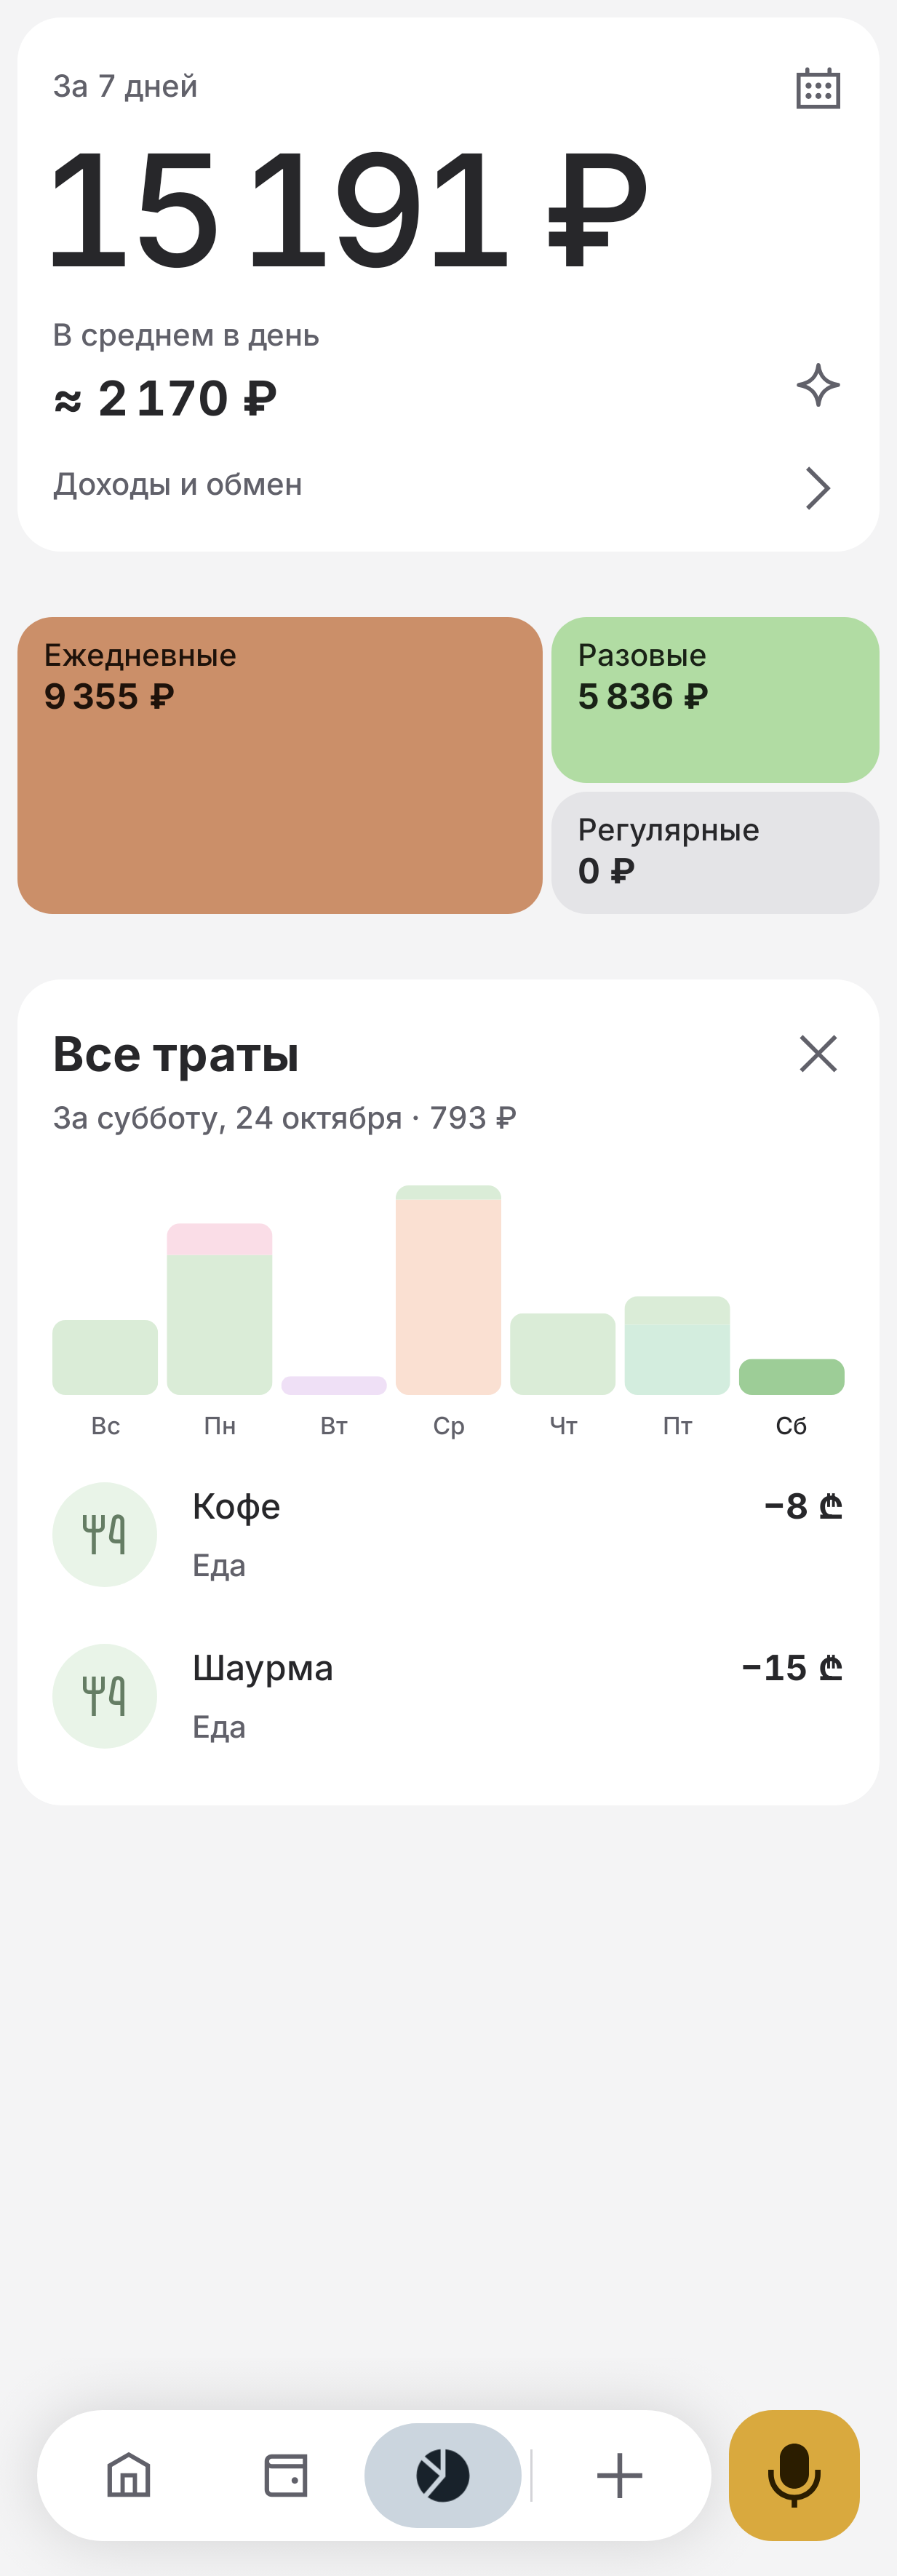 За 7 дней
15 191 ₽
В среднем в день
≈ 2 170 ₽
Доходы и обмен
Ежедневные
9 355 ₽
Разовые
5 836 ₽
Регулярные
0 ₽
Все траты
За субботу, 24 октября · 793 ₽
Вс Пн Вт Ср Чт Пт Сб
Кофе −8 ₾
Еда
Шаурма −15 ₾
Еда